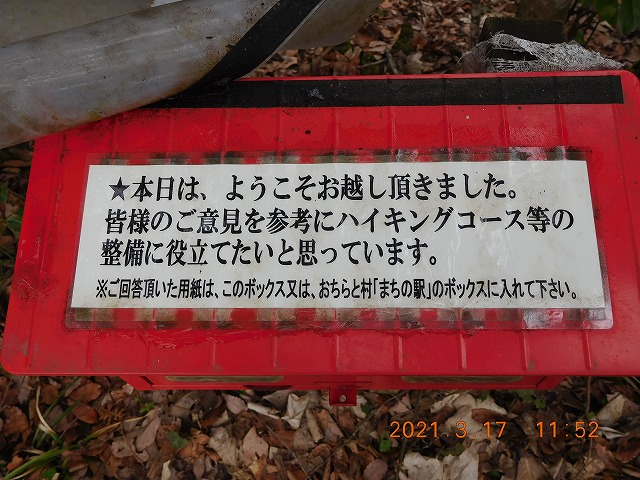 ★本日は、ようこそお越し頂きました。
皆様のご意見を参考にハイキングコース等の
整備に役立てたいと思っています。
※ご回答頂いた用紙は、このボックス又は、おちらと村「まちの駅」のボックスに入れて下さい。
2021. 3. 17 11:52